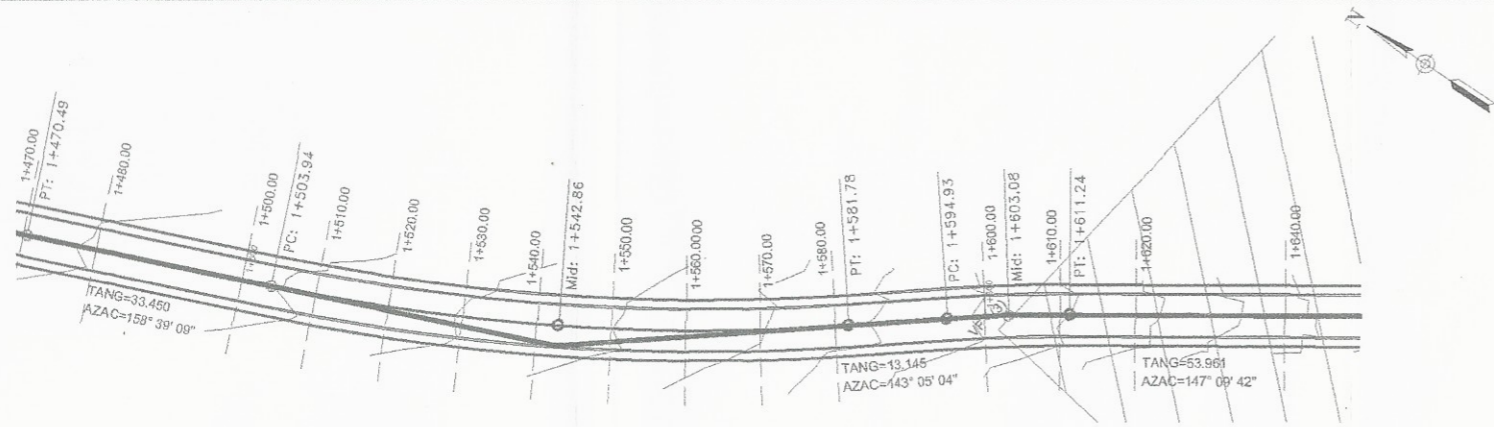 N
1+470.00
PT: 1+470.49
1+480.00
1+500.00
PC: 1+503.94
1+510.00
1+520.00
1+530.00
1+540.00
Mid: 1+542.86
1+550.00
1+560.0000
1+570.00
1+580.00
PT: 1+581.78
PC: 1+594.93
1+600.00
Mid: 1+603.08
1+610.00
PT: 1+611.24
1+620.00
1+640.00
TANG=33.450
AZAC=158° 39' 09"
TANG=13.145
AZAC=143° 05' 04"
TANG=53.961
AZAC=147° 09' 42"